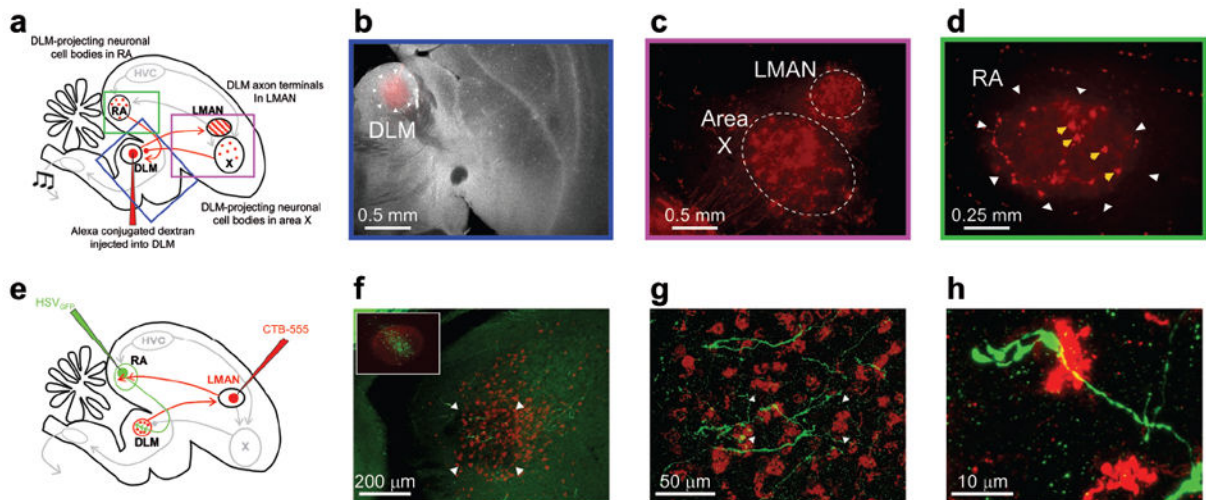 a
DLM-projecting neuronal
cell bodies in RA
HVC
DLM axon terminals
In LMAN
RA
LMAN
X
DLM
DLM-projecting neuronal
cell bodies in area X
Alexa conjugated dextran
injected into DLM
b
DLM
0.5 mm
c
LMAN
Area
X
0.5 mm
d
RA
0.25 mm
e
HSVGFP
CTB-555
HVC
RA
LMAN
DLM
X
f
200 μm
g
50 μm
h
10 μm